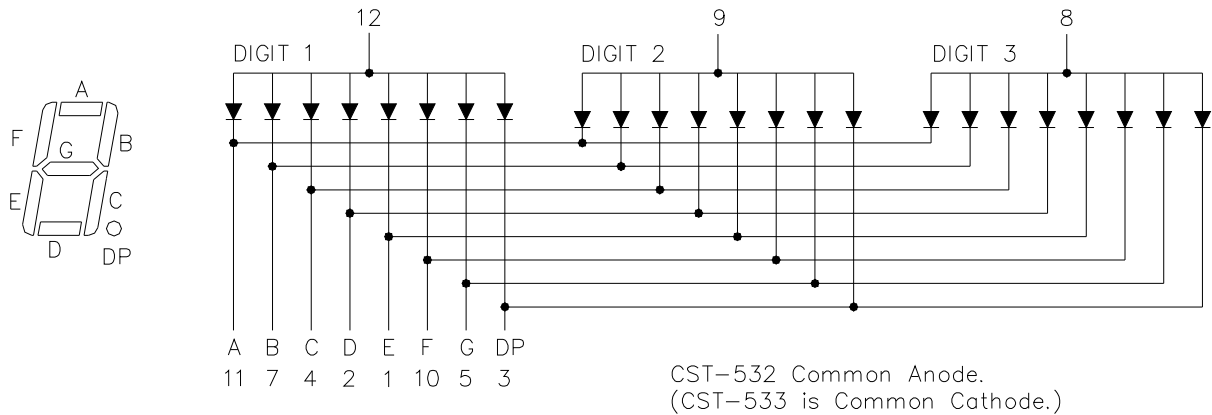 12 9 8
DIGIT 1 DIGIT 2 DIGIT 3
A
F B
G
E C
D
DP
A B C D E F G DP
11 7 4 2 1 10 5 3
CST-532 Common Anode.
(CST-533 is Common Cathode.)